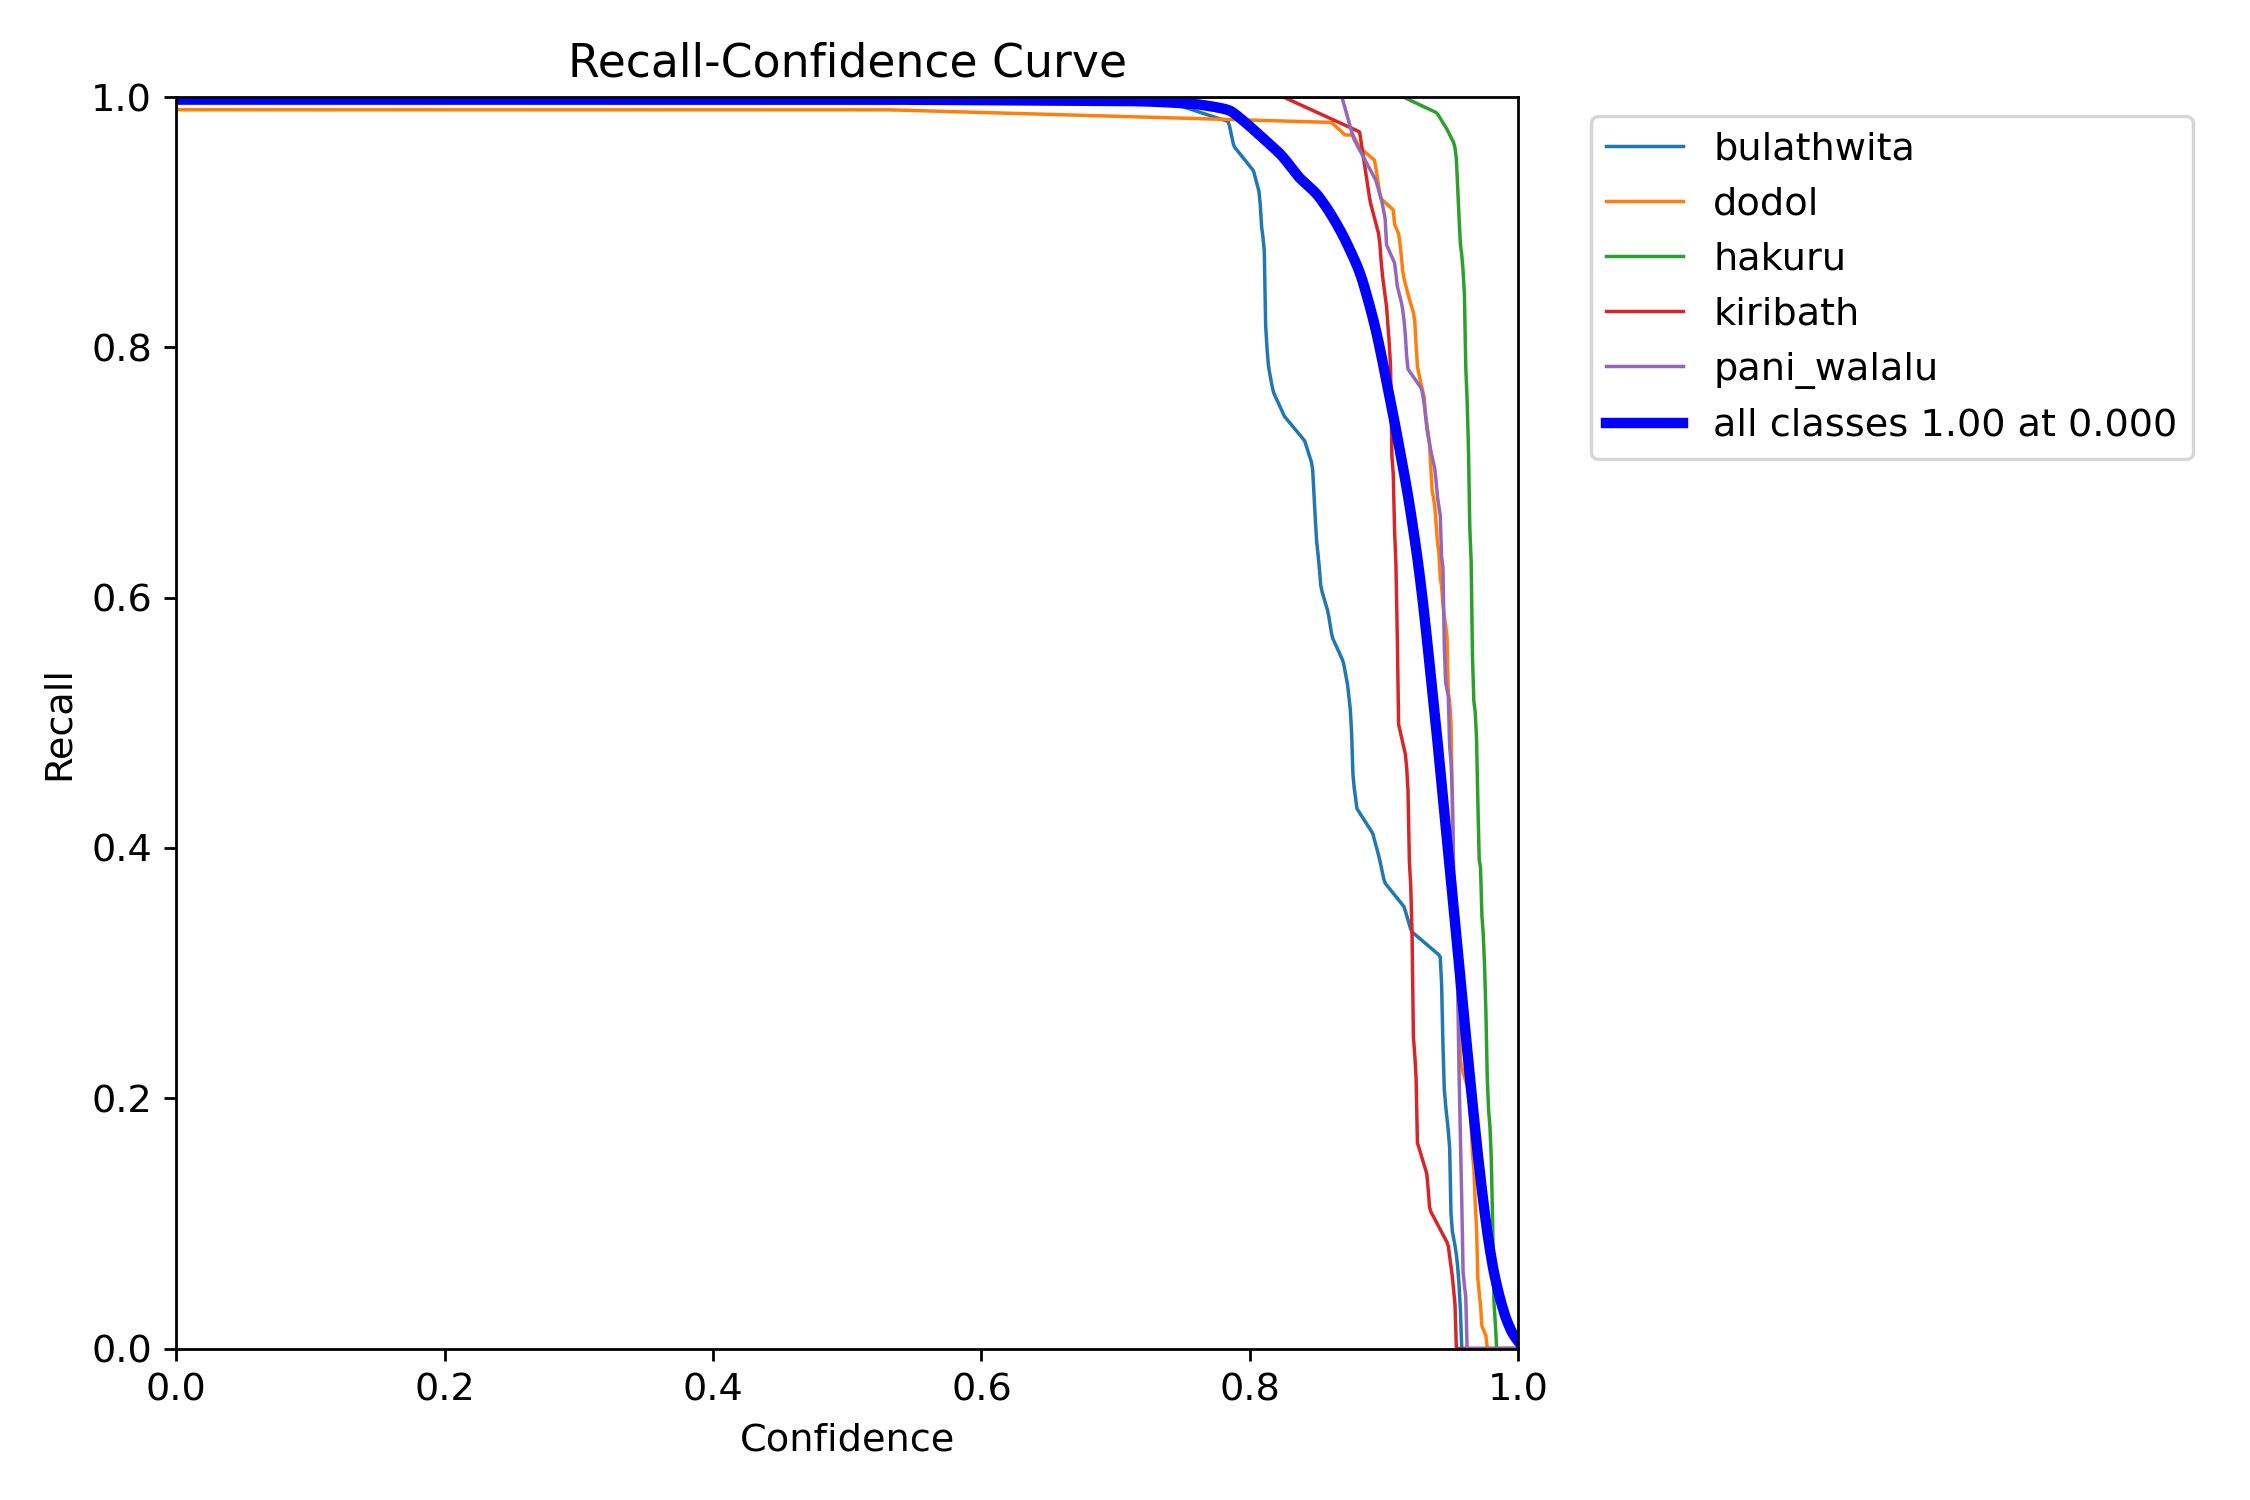 Recall-Confidence Curve
1.0
0.8
0.6
0.4
0.2
0.0
Recall
0.0 0.2 0.4 0.6 0.8 1.0
Confidence
bulathwita
dodol
hakuru
kiribath
pani_walalu
all classes 1.00 at 0.000